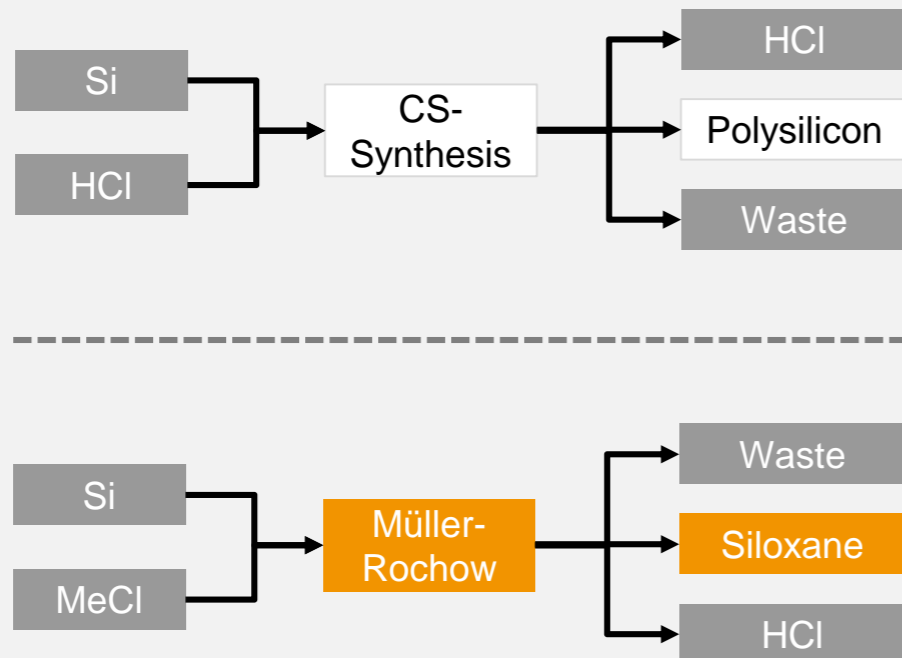 Si
HCl
CS-
Synthesis
HCl
Polysilicon
Waste
Si
MeCl
Müller-
Rochow
Waste
Siloxane
HCl